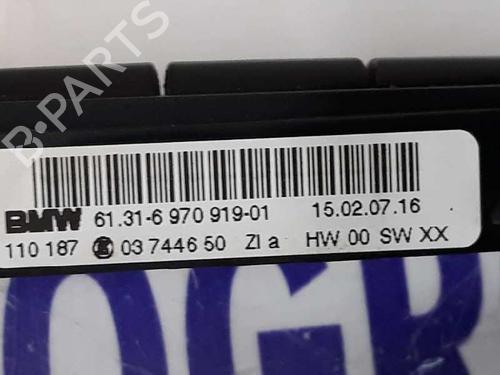 B-PARTS
BMW 61.31-6 970 919-01 15.02.07.16
110 187 03 7446 50 ZI a HW 00 SW XX
OGR